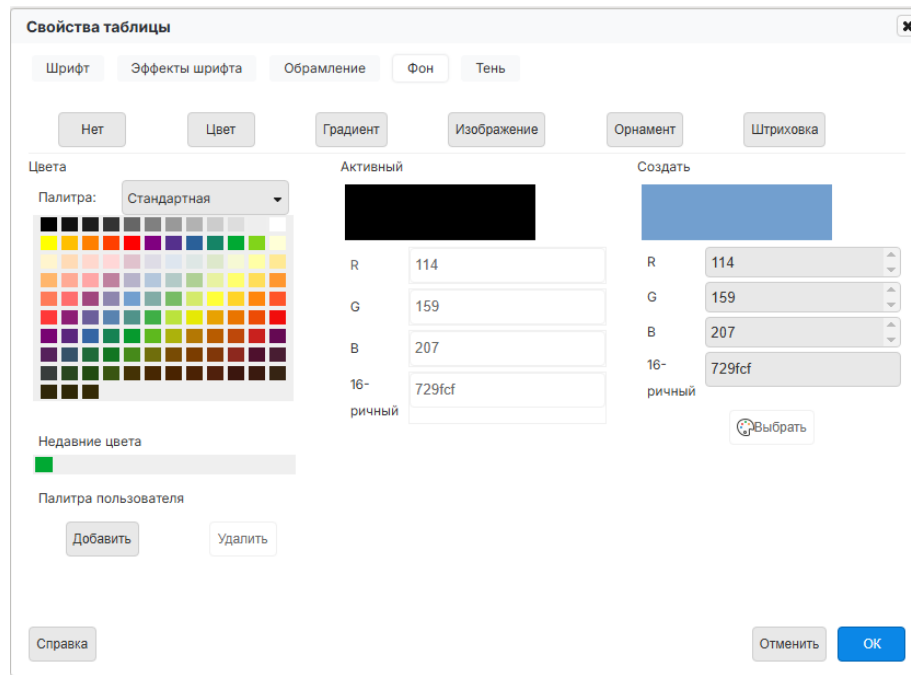 Свойства таблицы
Шрифт Эффекты шрифта Обрамление Фон Тень
Нет Цвет Градиент Изображение Орнамент Штриховка
Цвета Активный Создать
Палитра: Стандартная
R 114 R 114
G 159 G 159
B 207 B 207
16- 729fcf 16- 729fcf
ричный ричный
Выбрать
Недавние цвета
Палитра пользователя
Добавить Удалить
Справка Отменить ОК